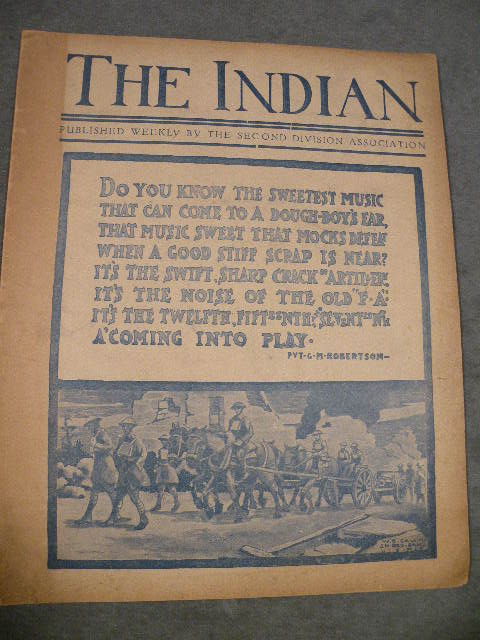 THE INDIAN
PUBLISHED WEEKLY BY THE SECOND DIVISION ASSOCIATION
DO YOU KNOW THE SWEETEST MUSIC
THAT CAN COME TO A DOUGH-BOY'S EAR,
THAT MUSIC SWEET THAT MOCKS DEFEAT
WHEN A GOOD STIFF SCRAP IS NEAR?
IT'S THE SWIFT, SHARP CRACK
IT'S THE NOISE OF THE OLD "F·A·"
IT'S THE TWELFTH, FIFTEENTH,
A'COMING INTO PLAY·
PVT·G·M·ROBERTSON—